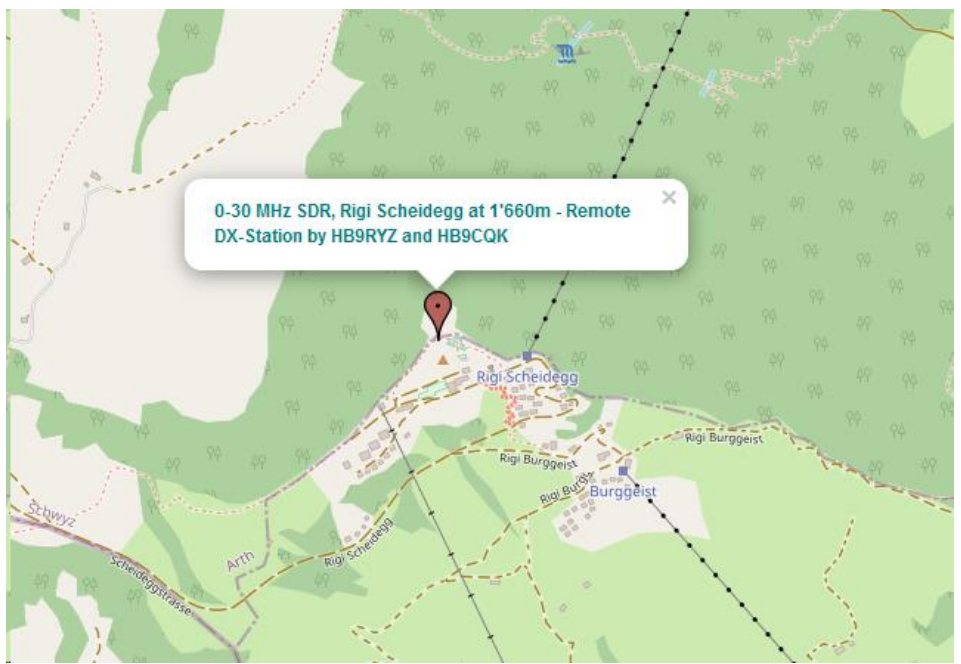 0-30 MHz SDR, Rigi Scheidegg at 1'660m - Remote
DX-Station by HB9RYZ and HB9CQK
×
Rigi Scheidegg
Rigi Burggeist
Rigi Burggeist
Rigi Burg
Burggeist
Schwyz
Arth
Rigi Scheidegg
Scheideggstrasse